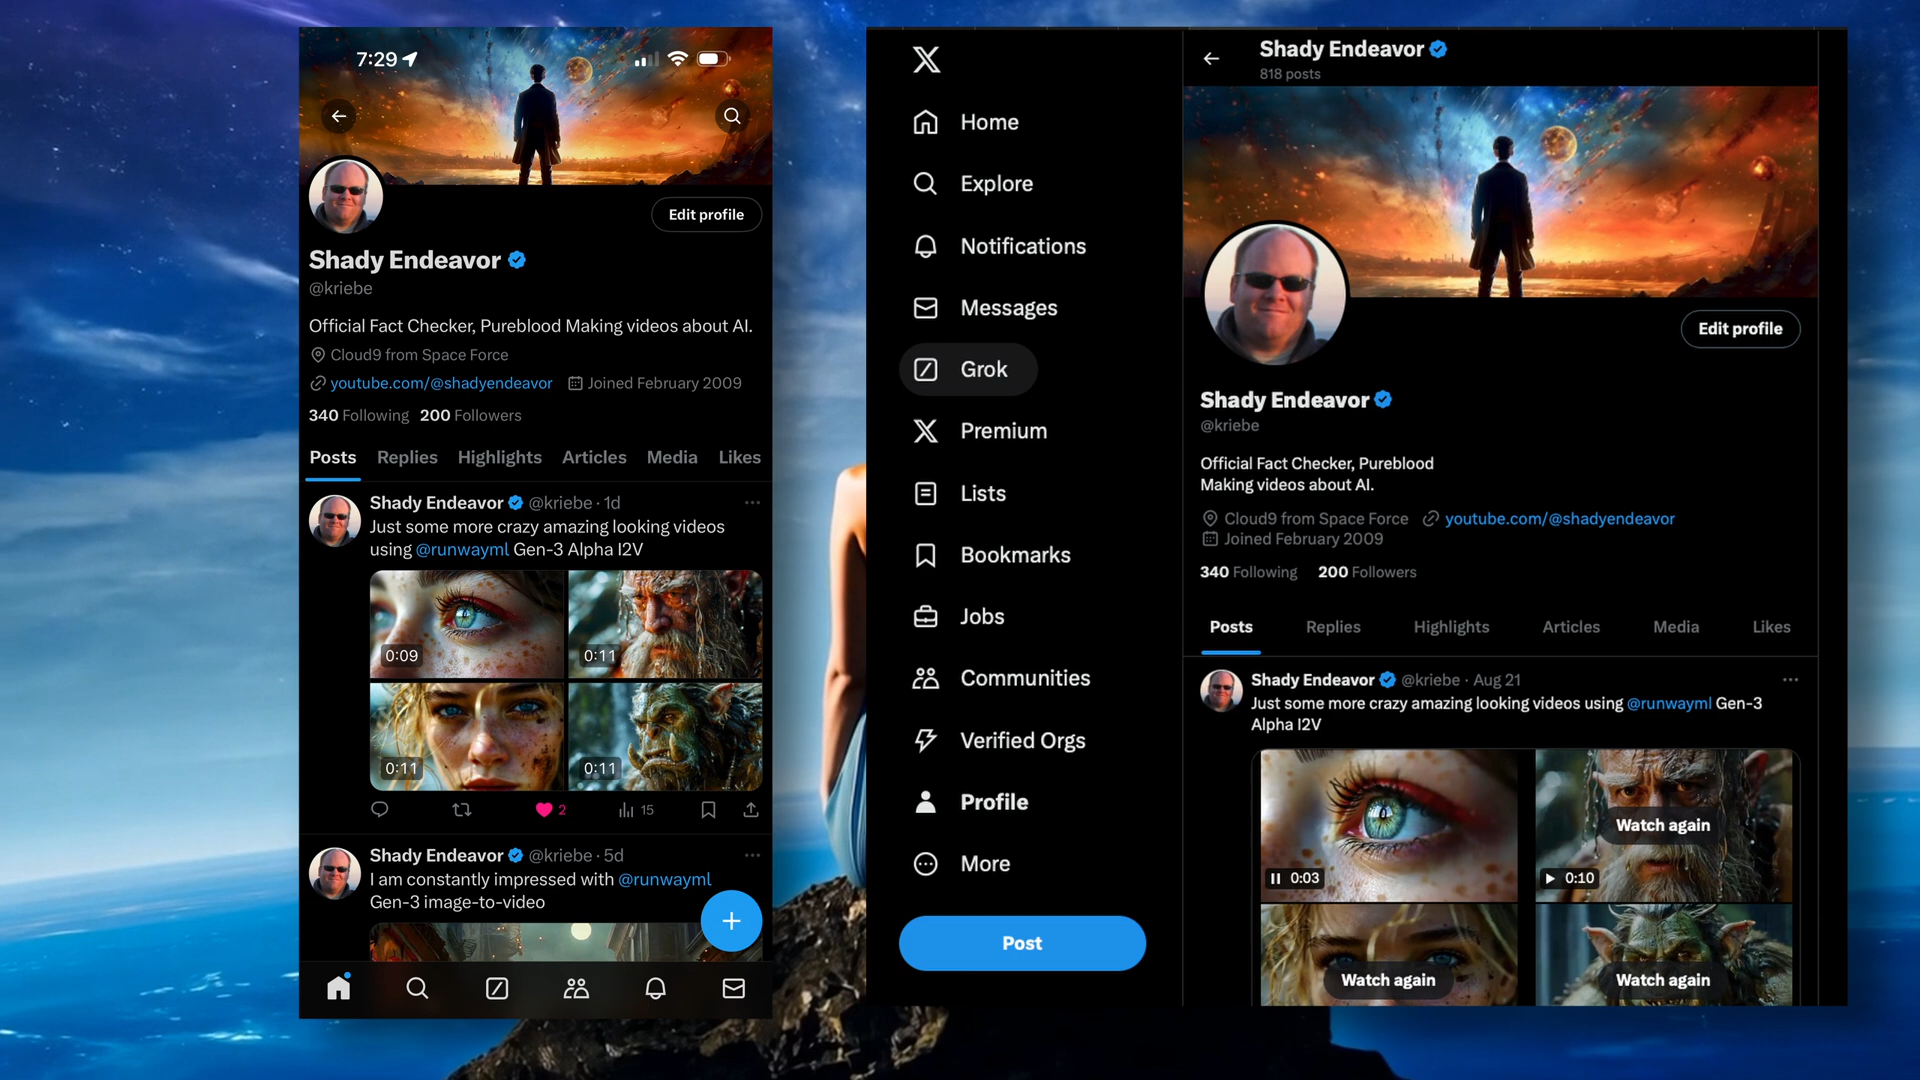 7:29
Edit profile
Shady Endeavor
@kriebe
Official Fact Checker, Pureblood Making videos about AI.
Cloud9 from Space Force
youtube.com/@shadyendeavor Joined February 2009
340 Following 200 Followers
Posts Replies Highlights Articles Media Likes
Shady Endeavor @kriebe · 1d
Just some more crazy amazing looking videos
using @runwayml Gen-3 Alpha I2V
0:09
0:11
0:11
0:11
2
15
Shady Endeavor @kriebe · 5d
I am constantly impressed with @runwayml
Gen-3 image-to-video
X
Home
Explore
Notifications
Messages
Grok
Premium
Lists
Bookmarks
Jobs
Communities
Verified Orgs
Profile
More
Post
Shady Endeavor
818 posts
Edit profile
Shady Endeavor
@kriebe
Official Fact Checker, Pureblood
Making videos about AI.
Cloud9 from Space Force youtube.com/@shadyendeavor
Joined February 2009
340 Following 200 Followers
Posts Replies Highlights Articles Media Likes
Shady Endeavor @kriebe · Aug 21
Just some more crazy amazing looking videos using @runwayml Gen-3
Alpha I2V
Watch again
0:03
0:10
Watch again
Watch again